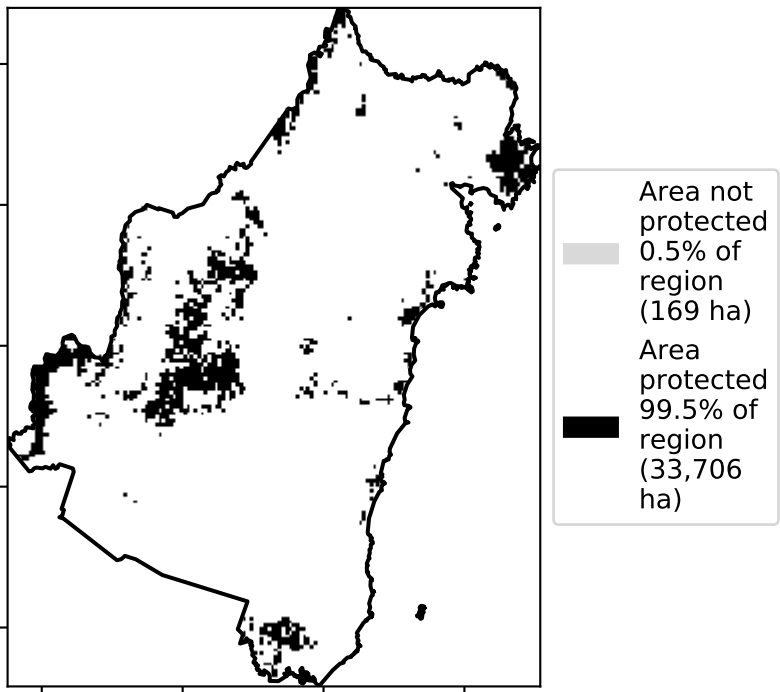 Area not
protected
0.5% of
region
(169 ha)
Area
protected
99.5% of
region
(33,706
ha)